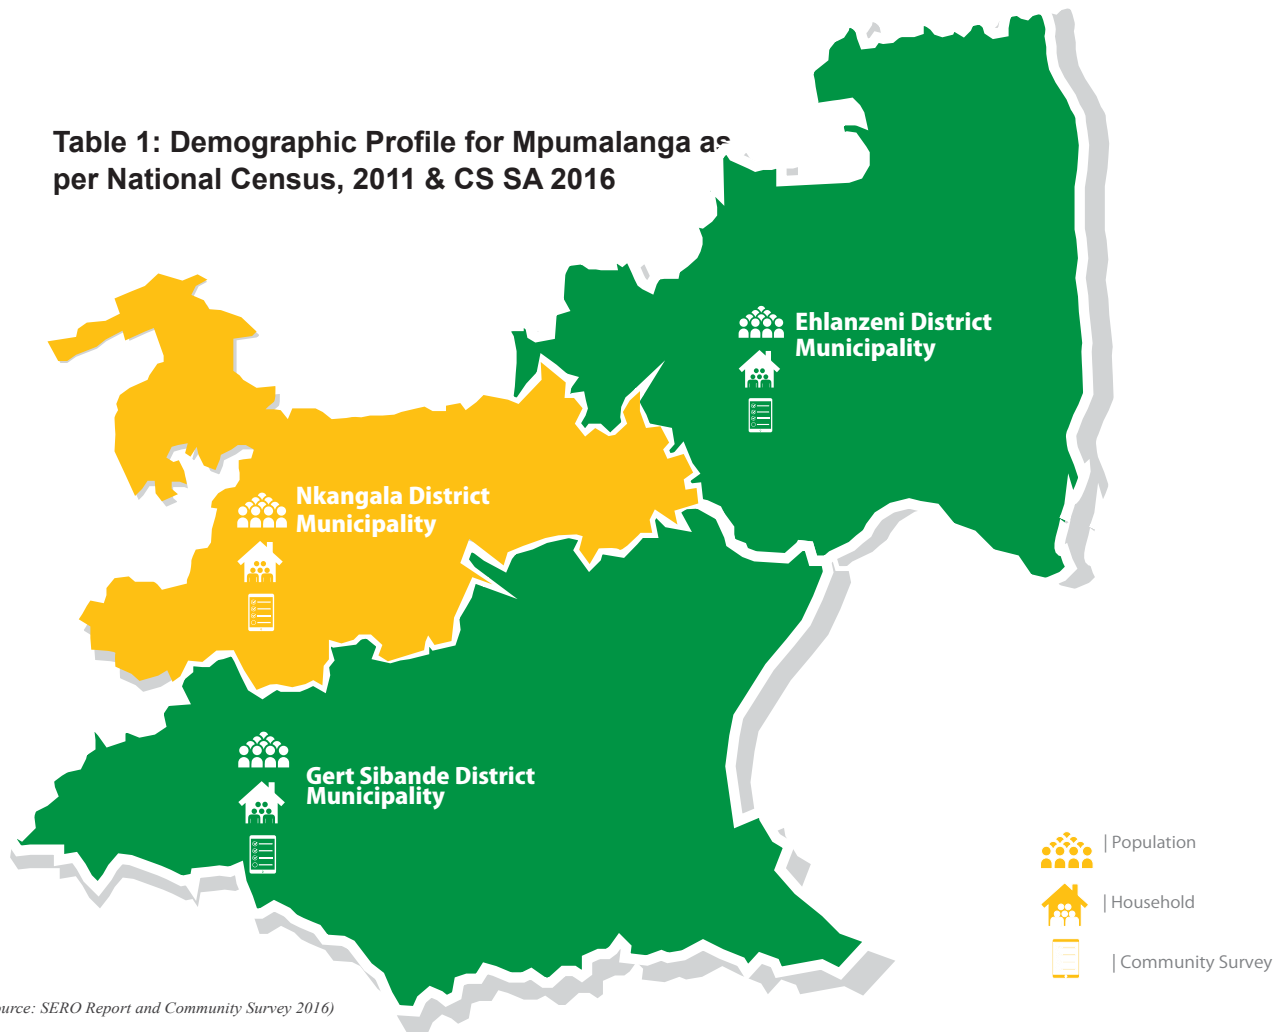 Table 1: Demographic Profile for Mpumalanga as
per National Census, 2011 & CS SA 2016
Ehlanzeni District
Municipality
Nkangala District
Municipality
Gert Sibande District
Municipality
| Population
| Household
| Community Survey
ource: SERO Report and Community Survey 2016)